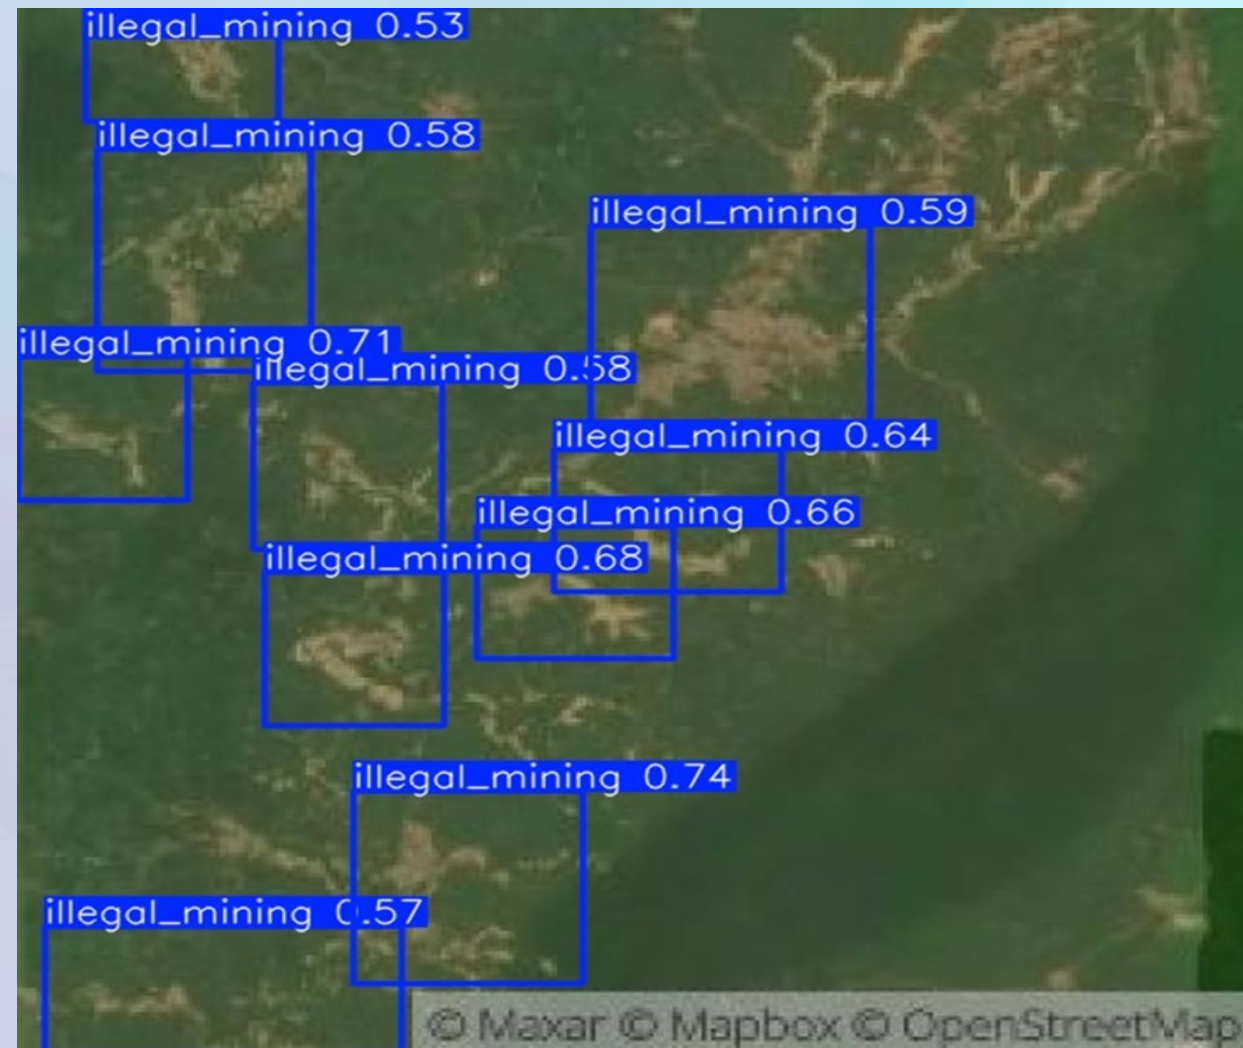 illegal_mining 0.53
illegal_mining 0.58
illegal_mining 0.59
illegal_mining 0.71
illegal_mining 0.58
illegal_mining 0.64
illegal_mining 0.66
illegal_mining 0.68
illegal_mining 0.74
illegal_mining 0.57
© Maxar © Mapbox © OpenStreetMap